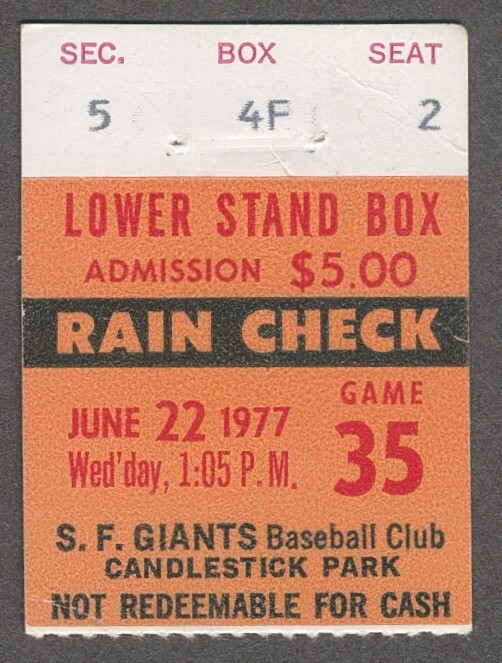 SEC. BOX SEAT
5 4F 2
LOWER STAND BOX
ADMISSION $5.00
RAIN CHECK
GAME
JUNE 22 1977
35
Wed'day, 1:05 P.M.
S. F. GIANTS Baseball Club
CANDLESTICK PARK
NOT REDEEMABLE FOR CASH